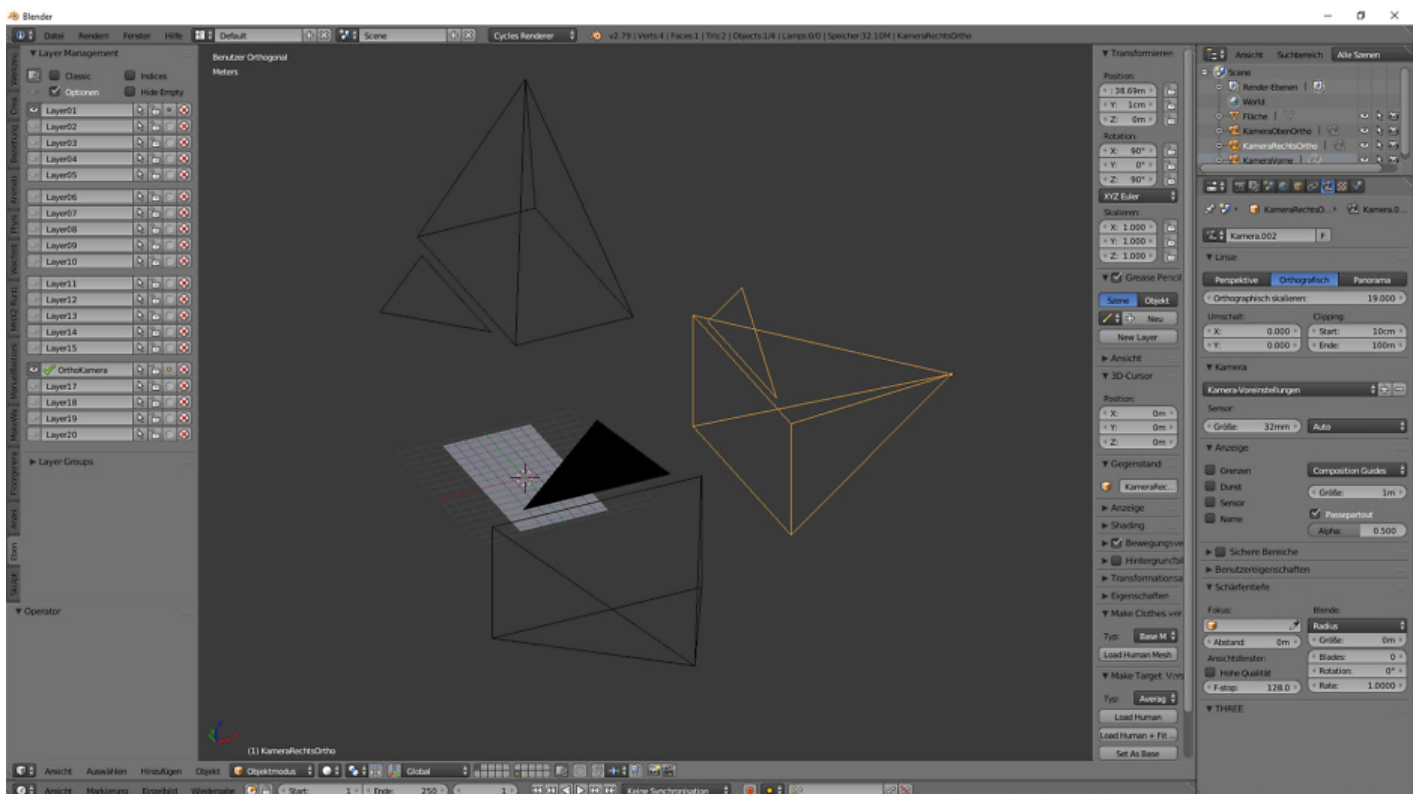 Blender
Datei Rendern Fenster Hilfe Default Scene Cycles Renderer v2.79 | Verts:4 | Faces:1 | Tris:2 | Objects:1/4 | Lamps:0/0 | Speicher:32.10M | KameraRechtsOrtho
Layer Management
Classic Indices
Optionen Hide Empty
Layer01
Layer02
Layer03
Layer04
Layer05
Layer06
Layer07
Layer08
Layer09
Layer10
Layer11
Layer12
Layer13
Layer14
Layer15
OrthoKamera
Layer17
Layer18
Layer19
Layer20
Layer Groups
Operator
Benutzer Orthogonal
Meters
(1) KameraRechtsOrtho
Transformieren
Position:
: 38.69m
Y: 1cm
Z: 0m
Rotation:
X: 90°
Y: 0°
Z: 90°
XYZ Euler
Skalieren:
X: 1.000
Y: 1.000
Z: 1.000
Grease Pencil
Szene Objekt
Neu
New Layer
Ansicht
3D-Cursor
Position:
X: 0m
Y: 0m
Z: 0m
Gegenstand
KameraRec...
Anzeige
Shading
Bewegungsve
Hintergrundbil
Transformationsa
Eigenschaften
Make Clothes ver
Typ: Base M
Load Human Mesh
Make Target Vers
Typ: Averag
Load Human
Load Human + Fit ...
Set As Base
Ansicht Suchbereich Alle Szenen
Scene
Render-Ebenen
World
Fläche
KameraObenOrtho
KameraRechtsOrtho
KameraVorne
KameraRechtsO... Kamera.0...
Kamera.002 F
Linse
Perspektive Orthografisch Panorama
Orthographisch skalieren: 19.000
Umschalt: Clipping:
X: 0.000 Start: 10cm
Y: 0.000 Ende: 100m
Kamera
Kamera-Voreinstellungen
Sensor:
Größe: 32mm Auto
Anzeige
Grenzen Composition Guides
Dunst Größe: 1m
Sensor Passepartout
Name Alpha: 0.500
Sichere Bereiche
Benutzereigenschaften
Schärfentiefe
Fokus: Blende:
Radius
Abstand: 0m Größe: 0m
Ansichtsfenster: Blades: 0
Hohe Qualität Rotation: 0°
F-stop: 128.0 Rate: 1.0000
THREE
Ansicht Auswählen Hinzufügen Objekt Objektmodus Global
Ansicht Markierung Einzelbild Wiedergabe Start: 1 Ende: 250 1 Keine Synchronisation